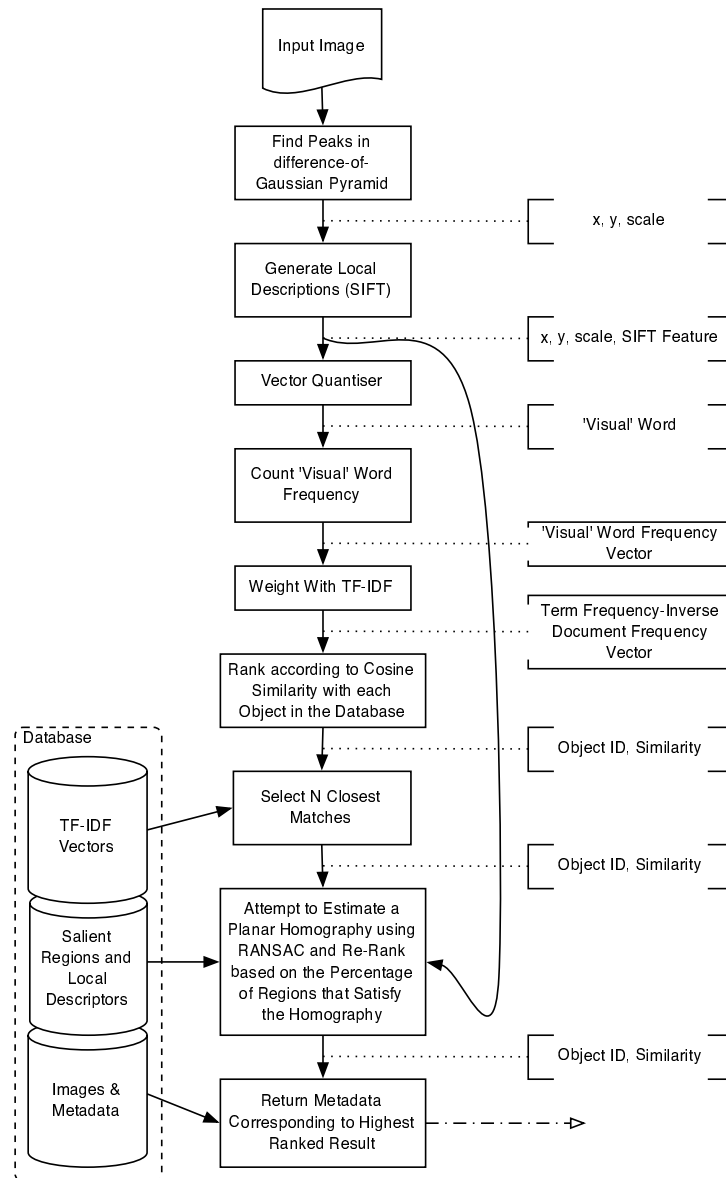 Input Image
Find Peaks in
difference-of-
Gaussian Pyramid
x, y, scale
Generate Local
Descriptions (SIFT)
x, y, scale, SIFT Feature
Vector Quantiser
'Visual' Word
Count 'Visual' Word
Frequency
'Visual' Word Frequency
Vector
Weight With TF-IDF
Term Frequency-Inverse
Document Frequency
Vector
Rank according to Cosine
Similarity with each
Object in the Database
Database
Object ID, Similarity
TF-IDF
Vectors
Select N Closest
Matches
Object ID, Similarity
Salient
Regions and
Local
Descriptors
Attempt to Estimate a
Planar Homography using
RANSAC and Re-Rank
based on the Percentage
of Regions that Satisfy
the Homography
Object ID, Similarity
Images &
Metadata
Return Metadata
Corresponding to Highest
Ranked Result